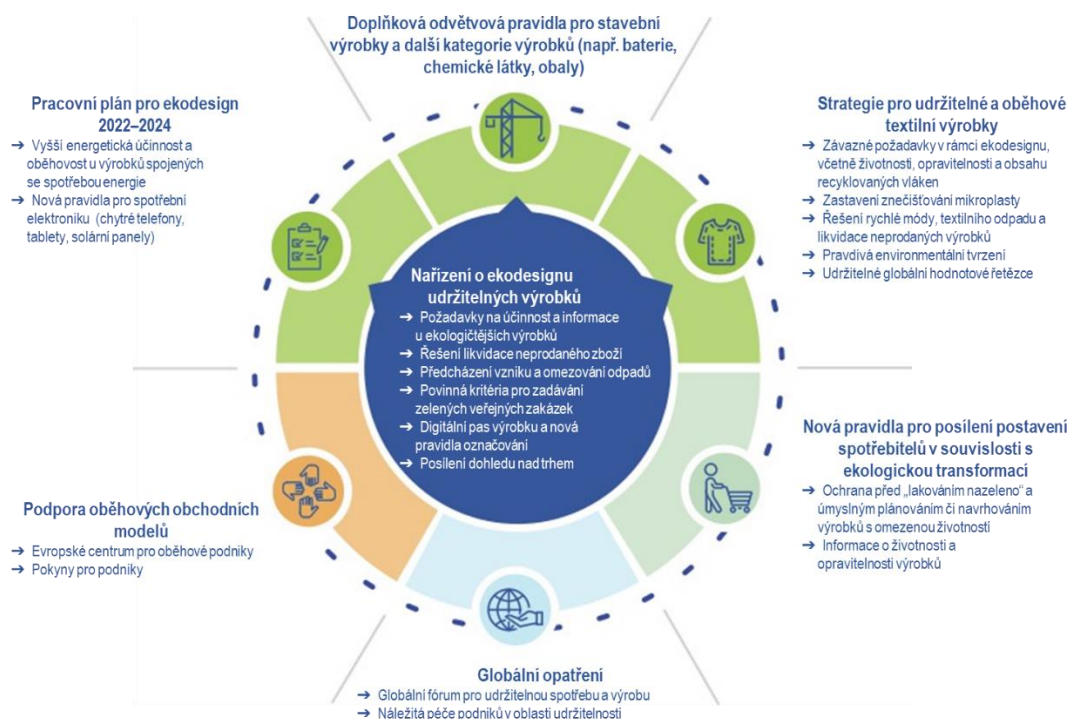 Doplňková odvětvová pravidla pro stavební
výrobky a další kategorie výrobků (např. baterie,
chemické látky, obaly)
Pracovní plán pro ekodesign
2022–2024
➔ Vyšší energetická účinnost a
oběhovost u výrobků spojených
se spotřebou energie
➔ Nová pravidla pro spotřební
elektroniku (chytré telefony,
tablety, solární panely)
Strategie pro udržitelné a oběhové
textilní výrobky
➔ Závazné požadavky v rámci ekodesignu,
včetně životnosti, opravitelnosti a obsahu
recyklovaných vláken
➔ Zastavení znečišťování mikroplasty
➔ Řešení rychlé módy, textilního odpadu a
likvidace neprodaných výrobků
➔ Pravdivá environmentální tvrzení
➔ Udržitelné globální hodnotové řetězce
Nařízení o ekodesignu
udržitelných výrobků
➔ Požadavky na účinnost a informace
u ekologičtějších výrobků
➔ Řešení likvidace neprodaného zboží
➔ Předcházení vzniku a omezování odpadů
➔ Povinná kritéria pro zadávání
zelených veřejných zakázek
➔ Digitální pas výrobku a nová
pravidla označování
➔ Posílení dohledu nad trhem
Nová pravidla pro posílení postavení
spotřebitelů v souvislosti s
ekologickou transformací
➔ Ochrana před „lakováním nazeleno“ a
úmyslným plánováním či navrhováním
výrobků s omezenou životností
➔ Informace o životnosti a
opravitelnosti výrobků
Podpora oběhových obchodních
modelů
➔ Evropské centrum pro oběhové podniky
➔ Pokyny pro podniky
Globální opatření
➔ Globální fórum pro udržitelnou spotřebu a výrobu
➔ Náležitá péče podniků v oblasti udržitelnosti